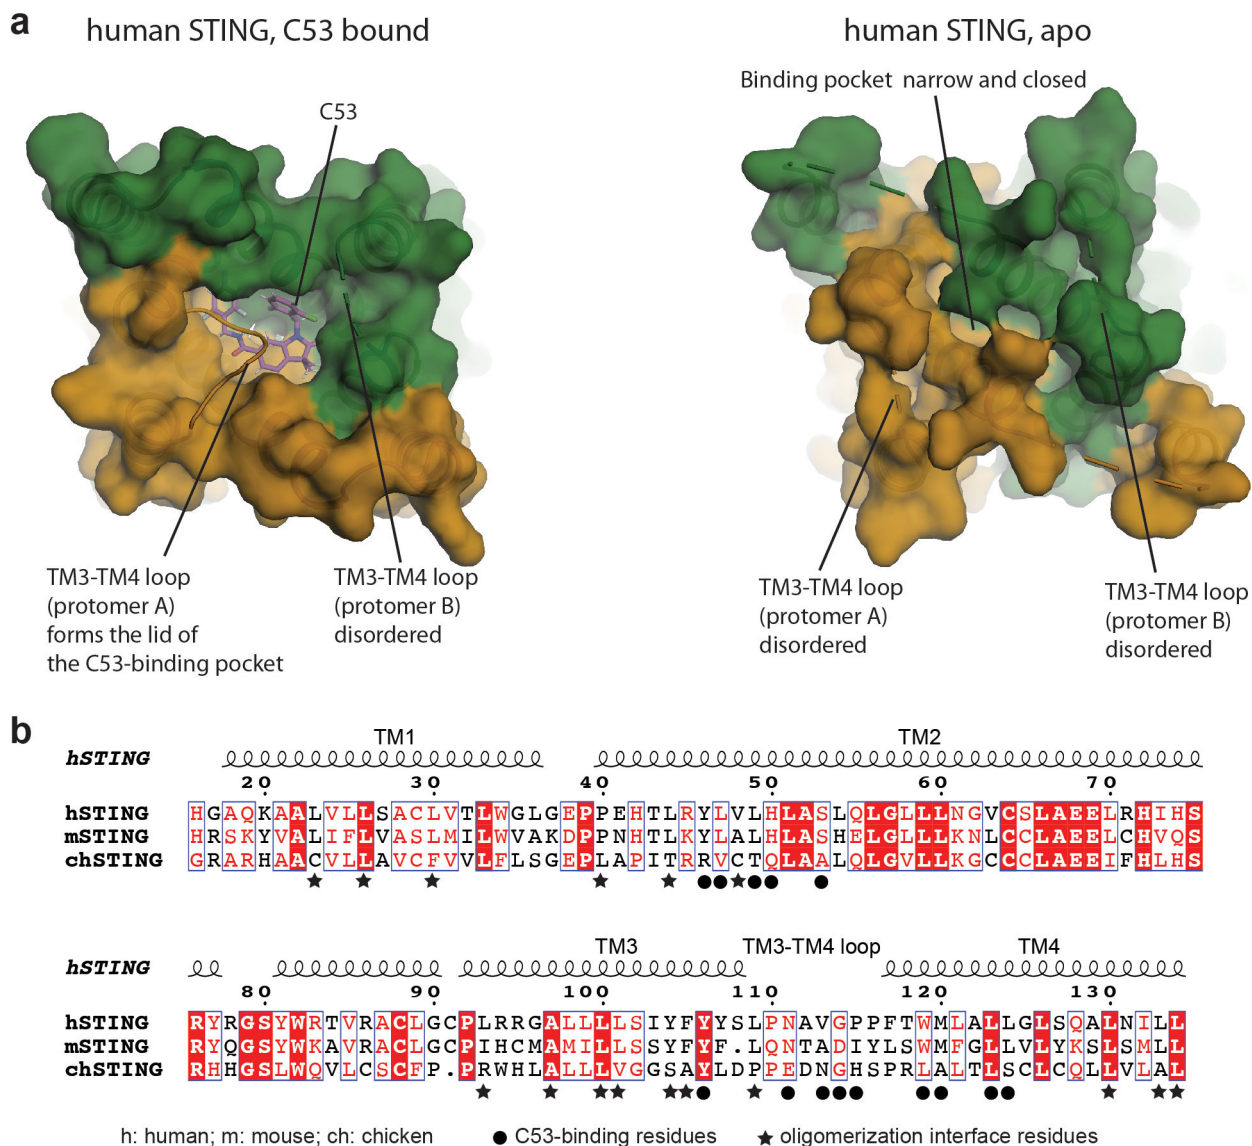 a
human STING, C53 bound
human STING, apo
C53
Binding pocket narrow and closed
TM3-TM4 loop
(protomer A)
forms the lid of
the C53-binding pocket
TM3-TM4 loop
(protomer B)
disordered
TM3-TM4 loop
(protomer A)
disordered
TM3-TM4 loop
(protomer B)
disordered
b
TM1 TM2
hSTING
20 30 40 50 60 70
hSTING HGAQKAALVLLSACLVTLWGLGEPPEHTLRYLVLHLASLQLGLLLNGVCSLAEELRHIHS
mSTING HRSKYVALIFLVASLMILWVAKDPPNHTLKYLALHLASHELGLLLKNLCCLAEELCHVQS
chSTING GRARHAACVLLAVCFVVLFLSGEPLAPITRRVCTQLAALQLGVLLKGCCCLAEEIFHLHS
TM3 TM3-TM4 loop TM4
hSTING
80 90 100 110 120 130
hSTING RYRGSYWRTVRACLGCPLRRGALLLLSIYFYYSLPNAVGPPFTWMLALLGLSQALNILL
mSTING RYQGSYWKAVRACLGCPIHCMAMILLSSYFYF.LQNTADIYLSWMFGLLVLYKSLSMLL
chSTING RHHGSLWQVLCSCFP.PRWHLALLLVGGSAYLDPPEDNGHSPRLALTLSCLCQLLVLAL
h: human; m: mouse; ch: chicken ● C53-binding residues ★ oligomerization interface residues